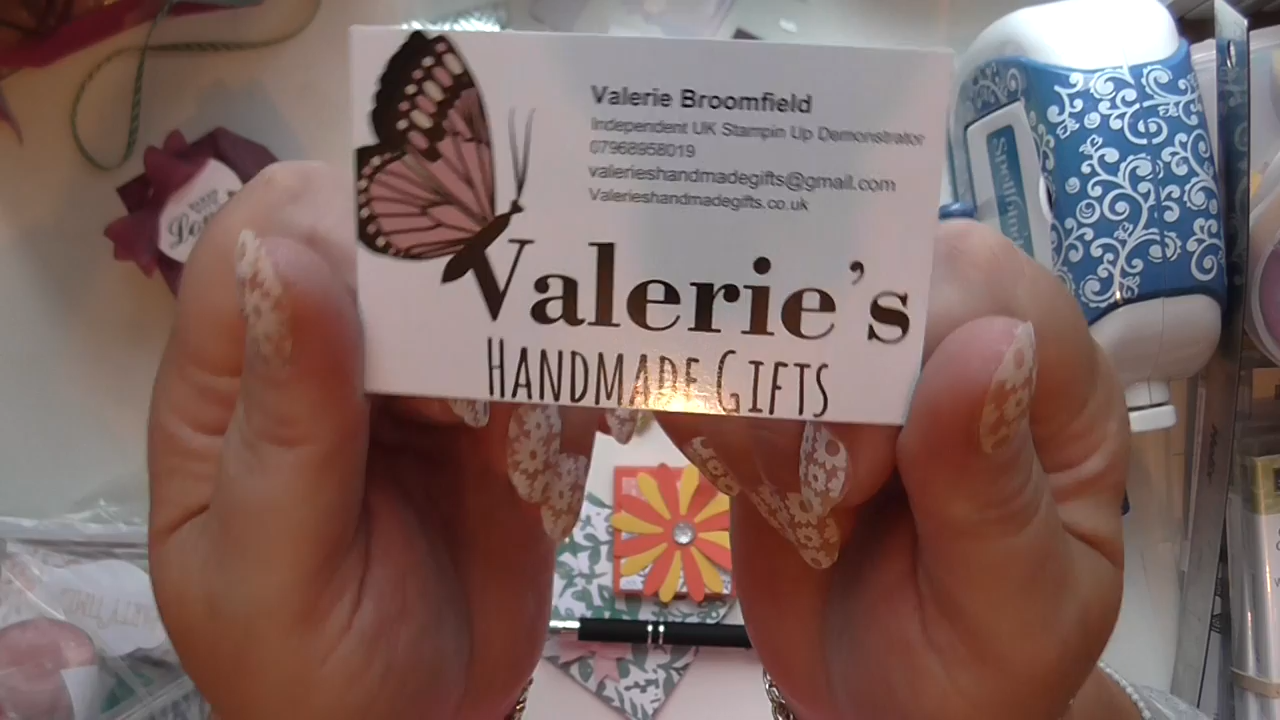 Valerie Broomfield
Independent UK Stampin Up Demonstrator
07968958019
valerieshandmadegifts@gmail.com
Valerieshandmadegifts.co.uk
Valerie's
HANDMADE GIFTS